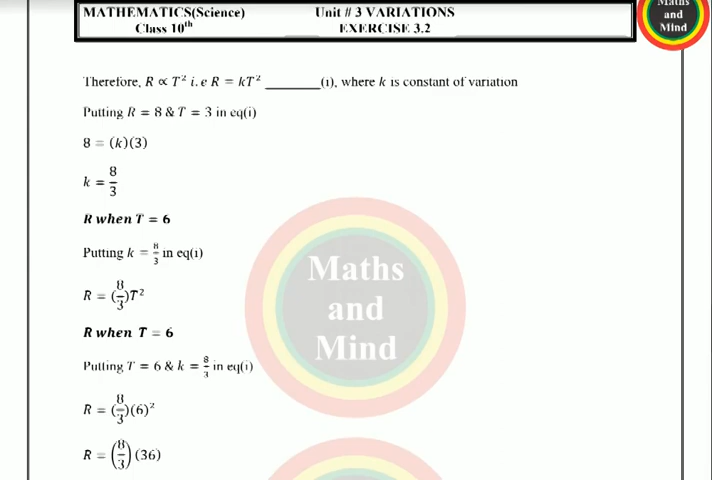 MATHEMATICS(Science) Unit # 3 VARIATIONS
Class 10th EXERCISE 3.2
Maths
and
Mind
Therefore, R ∝ T² i.e R = kT² _______(i), where k is constant of variation
Putting R = 8 & T = 3 in eq(i)
8 = (k)(3)
k = 8/3
R when T = 6
Putting k = 8/3 in eq(i)
R = (8/3)T²
R when T = 6
Putting T = 6 & k = 8/3 in eq(i)
R = (8/3)(6)²
R = (8/3)(36)
Maths
and
Mind